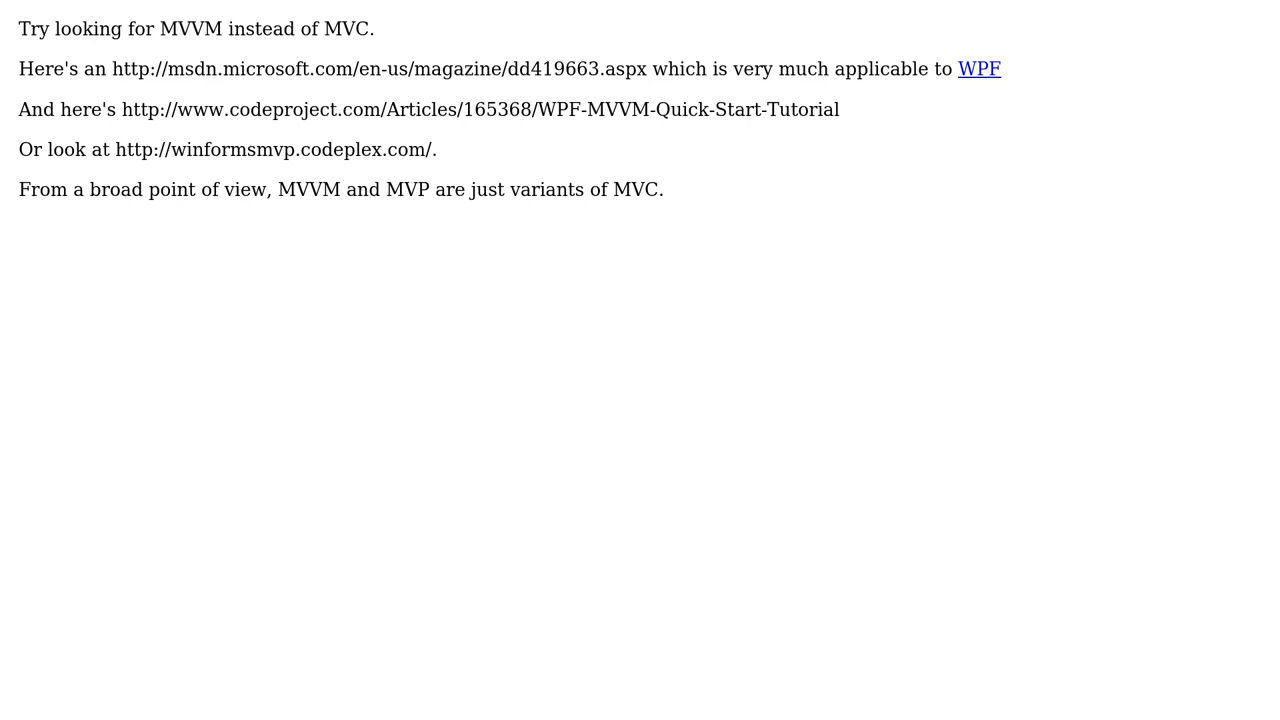 Try looking for MVVM instead of MVC.
Here's an http://msdn.microsoft.com/en-us/magazine/dd419663.aspx which is very much applicable to WPF
And here's http://www.codeproject.com/Articles/165368/WPF-MVVM-Quick-Start-Tutorial
Or look at http://winformsmvp.codeplex.com/.
From a broad point of view, MVVM and MVP are just variants of MVC.